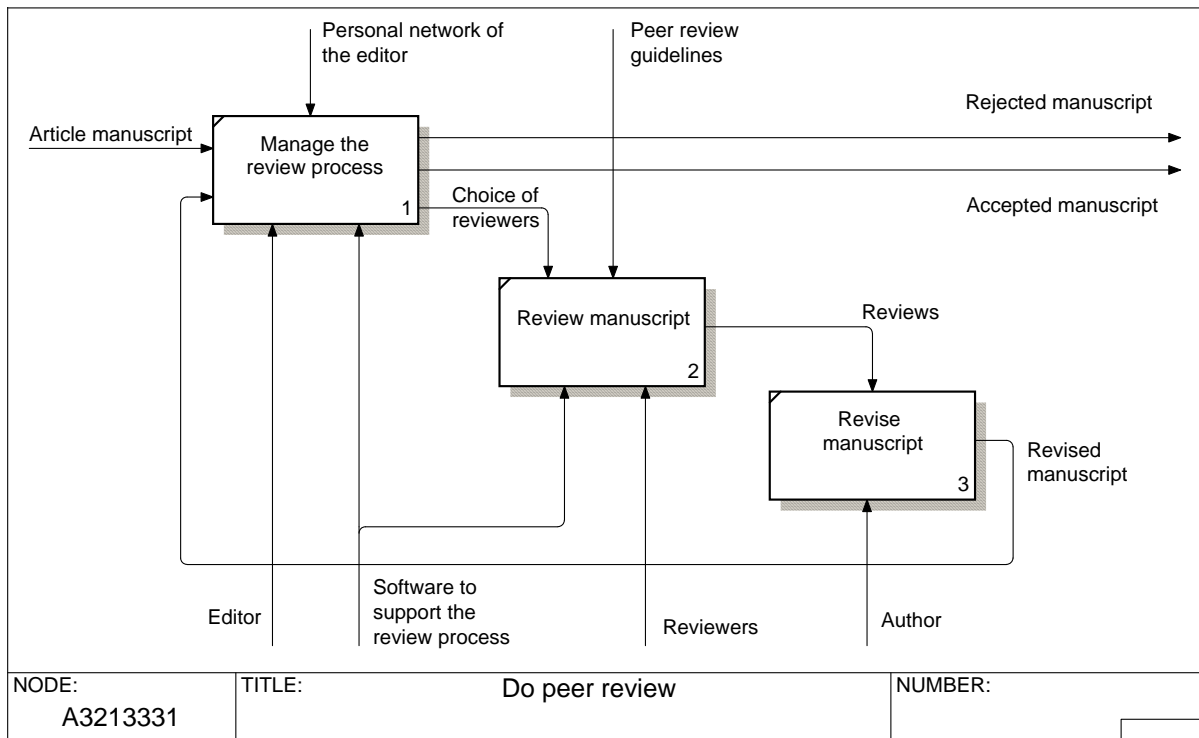 Personal network of
the editor
Peer review
guidelines
Rejected manuscript
Article manuscript
Manage the
review process
1
Choice of
reviewers
Accepted manuscript
Review manuscript
2
Reviews
Revise
manuscript
3
Revised
manuscript
Editor
Software to
support the
review process
Reviewers
Author
NODE:
A3213331
TITLE:
Do peer review
NUMBER: